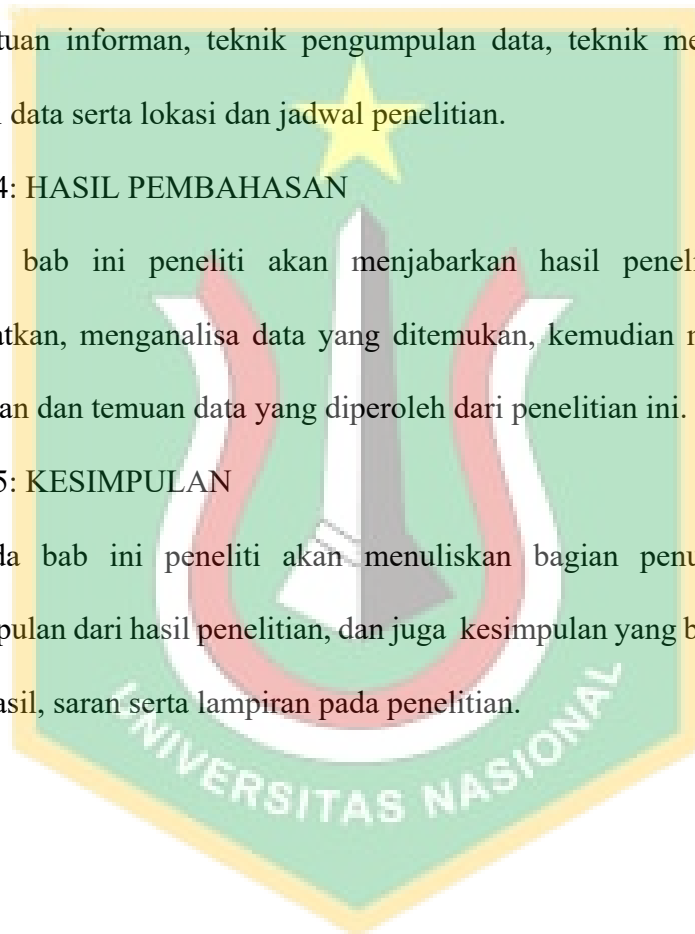 tuan informan, teknik pengumpulan data, teknik me
data serta lokasi dan jadwal penelitian.
4: HASIL PEMBAHASAN
bab ini peneliti akan menjabarkan hasil peneli
tkan, menganalisa data yang ditemukan, kemudian
an dan temuan data yang diperoleh dari penelitian ini.
5: KESIMPULAN
da bab ini peneliti akan menuliskan bagian penu
pulan dari hasil penelitian, dan juga kesimpulan yang b
asil, saran serta lampiran pada penelitian.
UNIVERSITAS NASIONAL